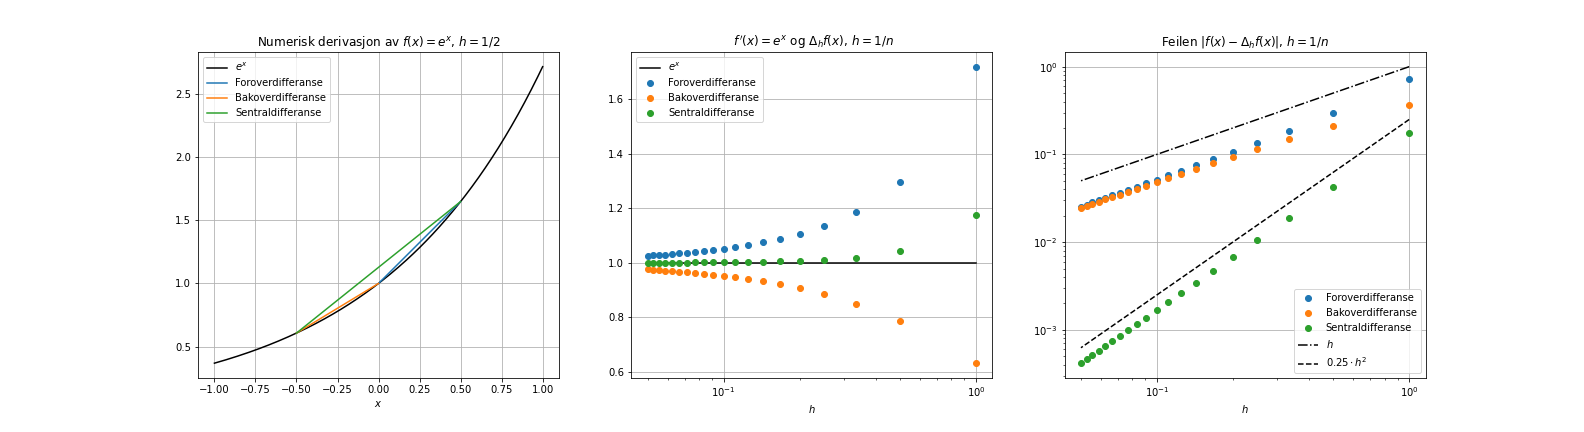 Numerisk derivasjon av f(x) = e^x, h = 1/2
e^x
Foroverdifferanse
Bakoverdifferanse
Sentraldifferanse
2.5
2.0
1.5
1.0
0.5
−1.00 −0.75 −0.50 −0.25 0.00 0.25 0.50 0.75 1.00
x
f′(x) = e^x og Δ_h f(x), h = 1/n
e^x
Foroverdifferanse
Bakoverdifferanse
Sentraldifferanse
1.6
1.4
1.2
1.0
0.8
0.6
10^−1 10^0
h
Feilen |f(x) − Δ_h f(x)|, h = 1/n
10^0
10^−1
10^−2
10^−3
Foroverdifferanse
Bakoverdifferanse
Sentraldifferanse
h
0.25 · h^2
10^−1 10^0
h